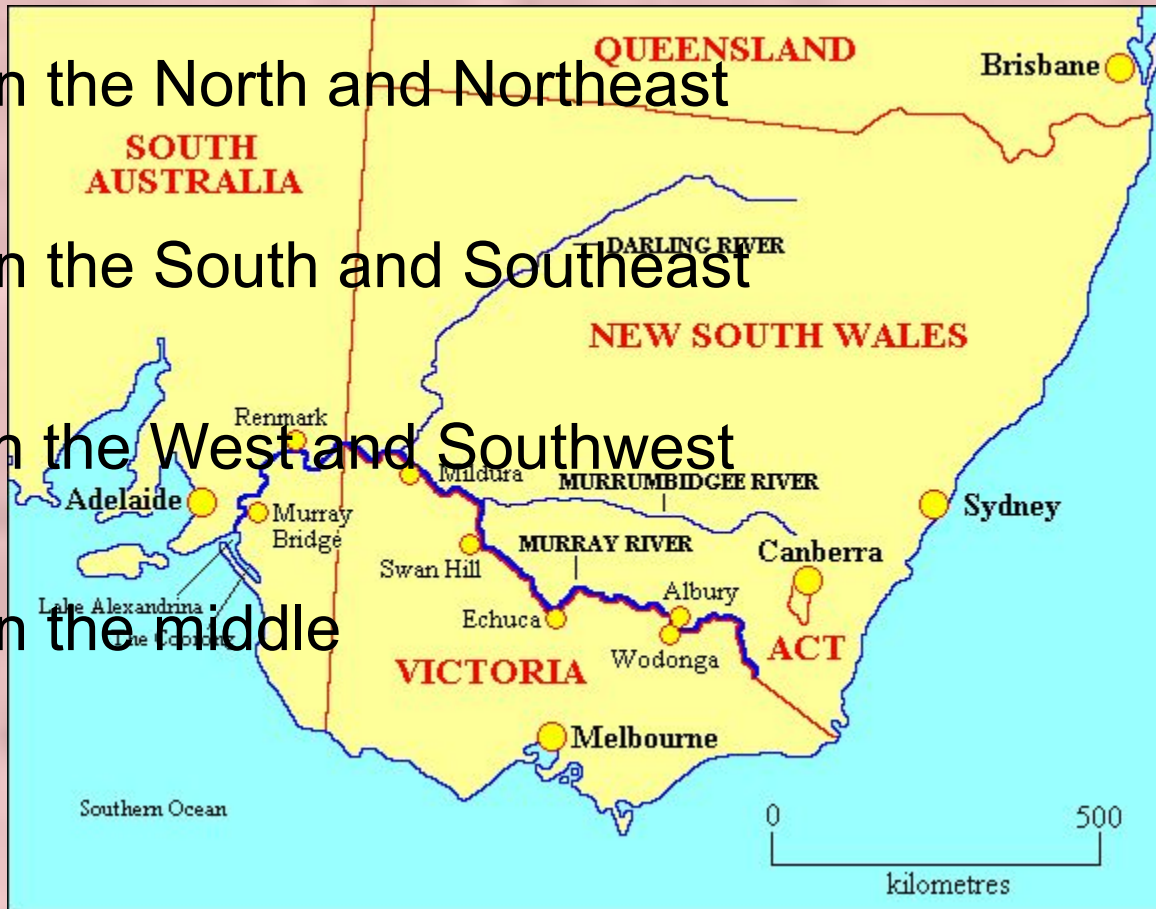 QUEENSLAND
Brisbane
n the North and Northeast
SOUTH
AUSTRALIA
DARLING RIVER
n the South and Southeast
NEW SOUTH WALES
Renmark
n the West and Southwest
Mildura
MURRUMBIDGEE RIVER
Adelaide
Sydney
Murray
Bridge
MURRAY RIVER
Canberra
Swan Hill
Albury
Lake Alexandrina
Echuca
n the middle
The Coorong
Wodonga
ACT
VICTORIA
Melbourne
Southern Ocean
0
500
kilometres